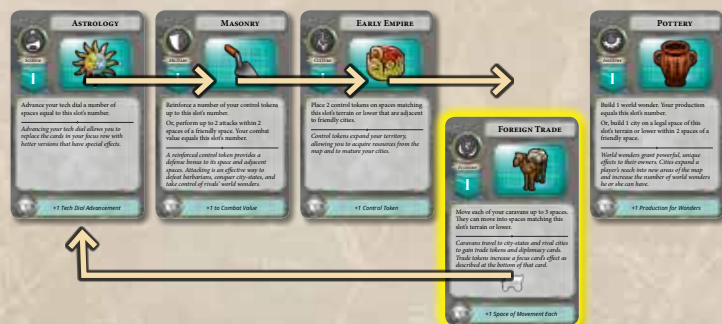 ASTROLOGY
SCIENCE
I
Advance your tech dial a number of
spaces equal to this slot's number.
Advancing your tech dial allows you to
replace the cards in your focus row with
better versions that have special effects.
+1 Tech Dial Advancement
MASONRY
MILITARY
I
Reinforce a number of your control tokens
up to this slot's number.
Or, perform up to 2 attacks within 2
spaces of a friendly space. Your combat
value equals this slot's number.
A reinforced control token provides a
defense bonus to its space and adjacent
spaces. Attacking is an effective way to
defeat barbarians, conquer city-states, and
take control of rivals' world wonders.
+1 to Combat Value
EARLY EMPIRE
CULTURE
I
Place 2 control tokens on spaces matching
this slot's terrain or lower that are adjacent
to friendly cities.
Control tokens expand your territory,
allowing you to acquire resources from the
map and to mature your cities.
+1 Control Token
FOREIGN TRADE
ECONOMY
I
Move each of your caravans up to 3 spaces.
They can move into spaces matching this
slot's terrain or lower.
Caravans travel to city-states and rival cities
to gain trade tokens and diplomacy cards.
Trade tokens increase a focus card's effect as
described at the bottom of that card.
+1 Space of Movement Each
POTTERY
INDUSTRY
I
Build 1 world wonder. Your production
equals this slot's number.
Or, build 1 city on a legal space of this
slot's terrain or lower within 2 spaces of a
friendly space.
World wonders grant powerful, unique
effects to their owners. Cities expand a
player's reach into new areas of the map
and increase the number of world wonders
he or she can have.
+1 Production for Wonders